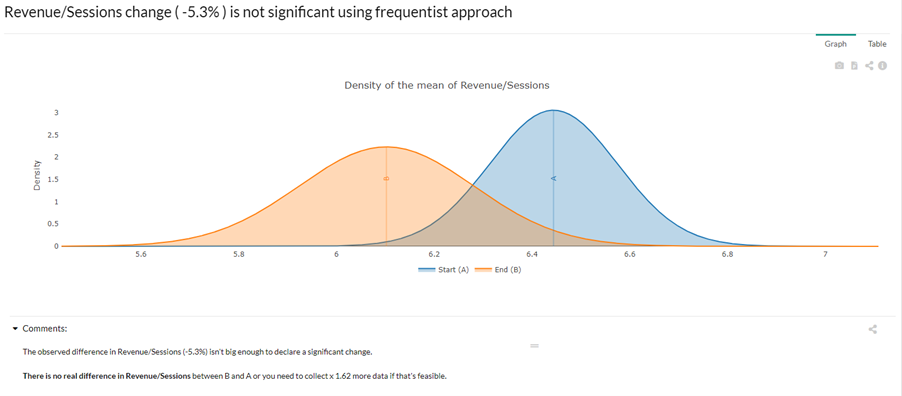 Revenue/Sessions change ( -5.3% ) is not significant using frequentist approach
Graph Table
Density of the mean of Revenue/Sessions
3
2.5
2
1.5
1
0.5
0
Density
B
A
5.6 5.8 6 6.2 6.4 6.6 6.8 7
Start (A) End (B)
Comments:
The observed difference in Revenue/Sessions (-5.3%) isn't big enough to declare a significant change.
There is no real difference in Revenue/Sessions between B and A or you need to collect x 1.62 more data if that's feasible.